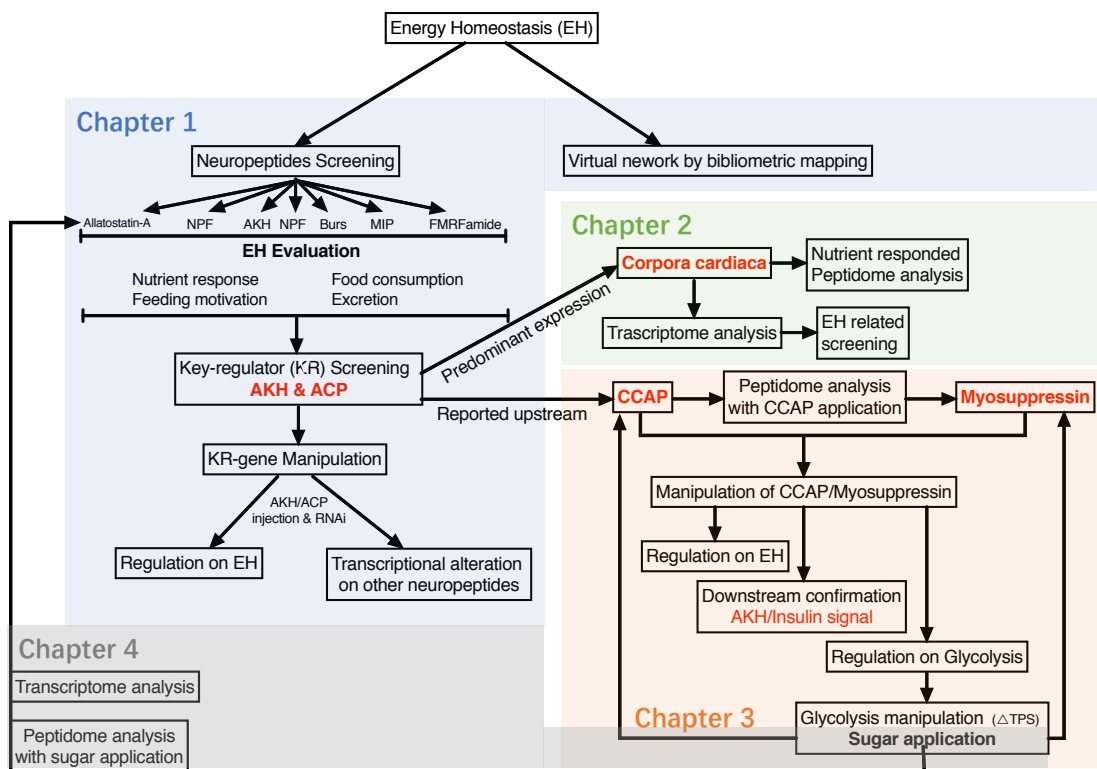 Energy Homeostasis (EH)
Chapter 1
Neuropeptides Screening
Virtual nework by bibliometric mapping
Allatostatin-A NPF AKH NPF Burs MIP FMRFamide
EH Evaluation
Nutrient response Food consumption
Feeding motivation Excretion
Key-regulator (KR) Screening
AKH & ACP
Predominant expression
Reported upstream
KR-gene Manipulation
AKH/ACP
injection & RNAi
Regulation on EH
Transcriptional alteration
on other neuropeptides
Chapter 2
Corpora cardiaca
Nutrient responded
Peptidome analysis
Trascriptome analysis
EH related
screening
CCAP
Peptidome analysis
with CCAP application
Myosuppressin
Manipulation of CCAP/Myosuppressin
Regulation on EH
Downstream confirmation
AKH/Insulin signal
Regulation on Glycolysis
Chapter 3
Glycolysis manipulation (△TPS)
Sugar application
Chapter 4
Transcriptome analysis
Peptidome analysis
with sugar application